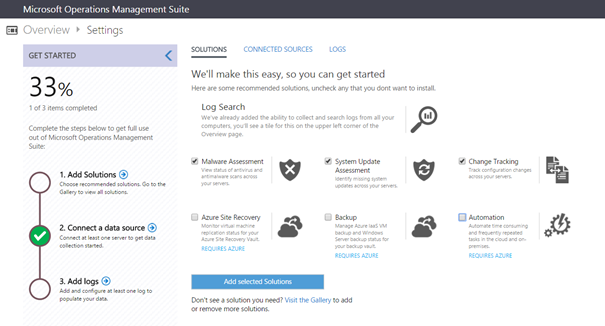 Microsoft Operations Management Suite
Overview ▸ Settings
GET STARTED
33%
1 of 3 items completed
Complete the steps below to get full use
out of Microsoft Operations Management
Suite:
1. Add Solutions
Choose recommended solutions. Go to the
Gallery to view all solutions.
2. Connect a data source
Connect at least one server to get data
collection started.
3. Add logs
Add and configure at least one log to
populate your data.
SOLUTIONS CONNECTED SOURCES LOGS
We'll make this easy, so you can get started
Here are some recommended solutions, uncheck any that you dont want to install.
Log Search
We've already added the ability to collect and search logs from all your
computers, you'll see a tile for this on the upper left corner of the
Overview page.
Malware Assessment
View status of antivirus and
antimalware scans across
your servers.
System Update
Assessment
Identify missing system
updates across your servers.
Change Tracking
Track configuration changes
across your servers.
Azure Site Recovery
Monitor virtual machine
replication status for your
Azure Site Recovery Vault.
REQUIRES AZURE
Backup
Manage Azure IaaS VM
backup and Windows
Server backup status for
your backup vault.
REQUIRES AZURE
Automation
Automate time consuming
and frequently repeated
tasks in the cloud and on-
premises.
REQUIRES AZURE
Add selected Solutions
Don't see a solution you need? Visit the Gallery to add
or remove more solutions.